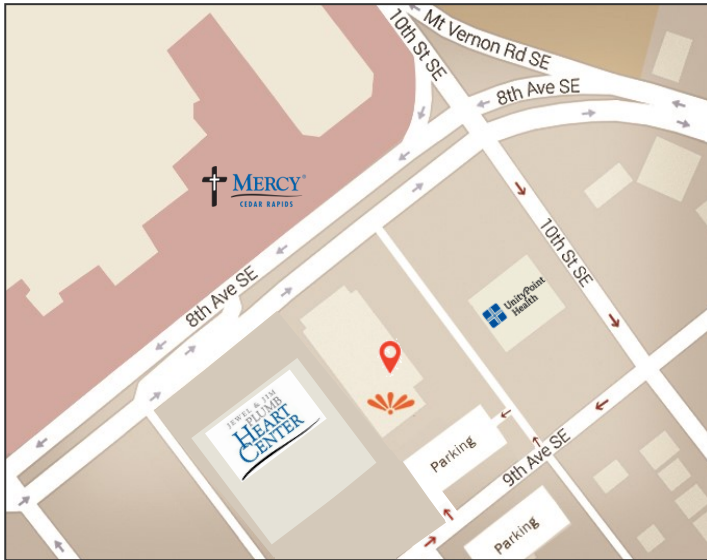 10th St SE
Mt Vernon Rd SE
8th Ave SE
MERCY®
CEDAR RAPIDS
8th Ave SE
10th St SE
UnityPoint
Health
JEWEL & JIM
PLUMB
HEART
CENTER
Parking
9th Ave SE
Parking